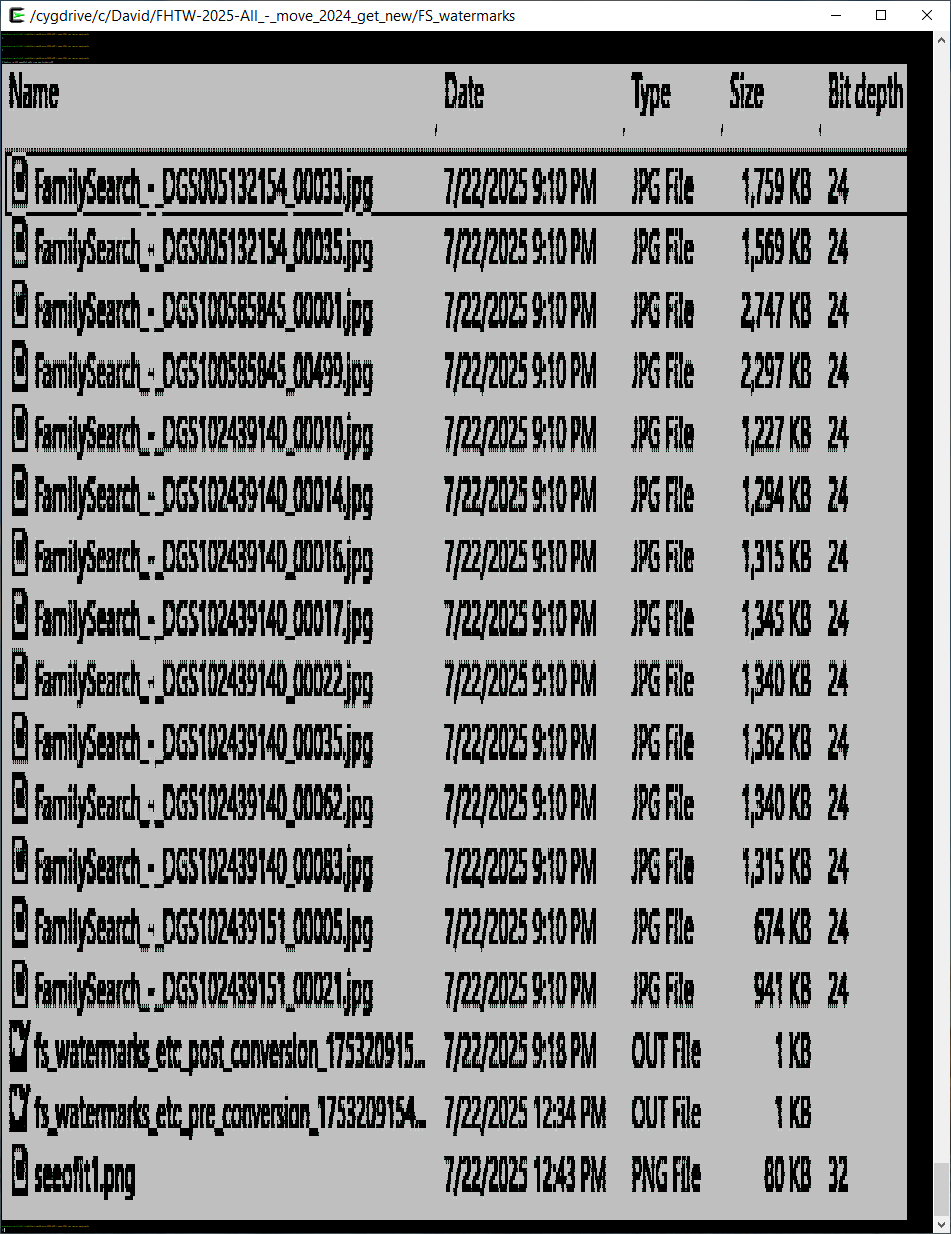 /cygdrive/c/David/FHTW-2025-All_-_move_2024_get_new/FS_watermarks
Name Date Type Size Bit depth
FamilySearch_-_DGS005132154_00033.jpg 7/22/2025 9:10 PM JPG File 1,759 KB 24
FamilySearch_-_DGS005132154_00035.jpg 7/22/2025 9:10 PM JPG File 1,569 KB 24
FamilySearch_-_DGS100585845_00001.jpg 7/22/2025 9:10 PM JPG File 2,747 KB 24
FamilySearch_-_DGS100585845_00499.jpg 7/22/2025 9:10 PM JPG File 2,297 KB 24
FamilySearch_-_DGS102439140_00010.jpg 7/22/2025 9:10 PM JPG File 1,227 KB 24
FamilySearch_-_DGS102439140_00014.jpg 7/22/2025 9:10 PM JPG File 1,294 KB 24
FamilySearch_-_DGS102439140_00016.jpg 7/22/2025 9:10 PM JPG File 1,315 KB 24
FamilySearch_-_DGS102439140_00017.jpg 7/22/2025 9:10 PM JPG File 1,345 KB 24
FamilySearch_-_DGS102439140_00022.jpg 7/22/2025 9:10 PM JPG File 1,340 KB 24
FamilySearch_-_DGS102439140_00035.jpg 7/22/2025 9:10 PM JPG File 1,362 KB 24
FamilySearch_-_DGS102439140_00062.jpg 7/22/2025 9:10 PM JPG File 1,340 KB 24
FamilySearch_-_DGS102439140_00083.jpg 7/22/2025 9:10 PM JPG File 1,315 KB 24
FamilySearch_-_DGS102439151_00005.jpg 7/22/2025 9:10 PM JPG File 674 KB 24
FamilySearch_-_DGS102439151_00021.jpg 7/22/2025 9:10 PM JPG File 941 KB 24
fs_watermarks_etc_post_conversion_175320915... 7/22/2025 9:18 PM OUT File 1 KB
fs_watermarks_etc_pre_conversion_1753209154... 7/22/2025 12:34 PM OUT File 1 KB
seeofit1.png 7/22/2025 12:43 PM PNG File 80 KB 32